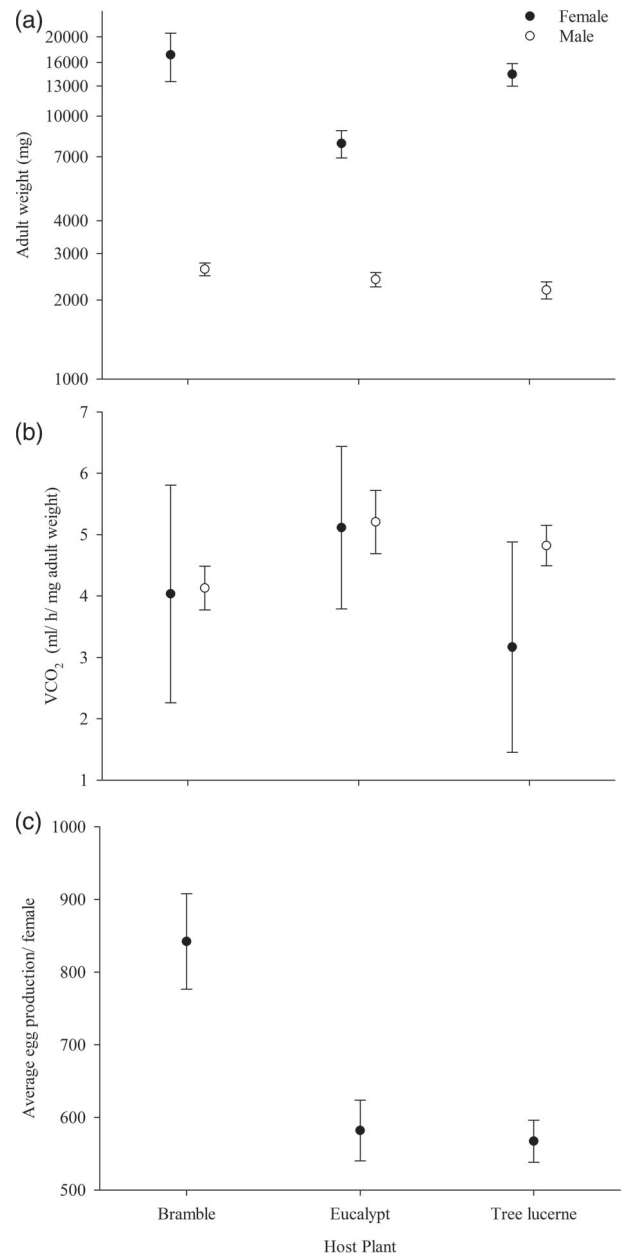 (a)
Female
Male
20000
16000
13000
10000
7000
4000
3000
2000
1000
Adult weight (mg)
(b)
7
6
5
4
3
2
1
VCO₂ (ml/ h/ mg adult weight)
(c)
1000
900
800
700
600
500
Average egg production/ female
Bramble Eucalypt Tree lucerne
Host Plant